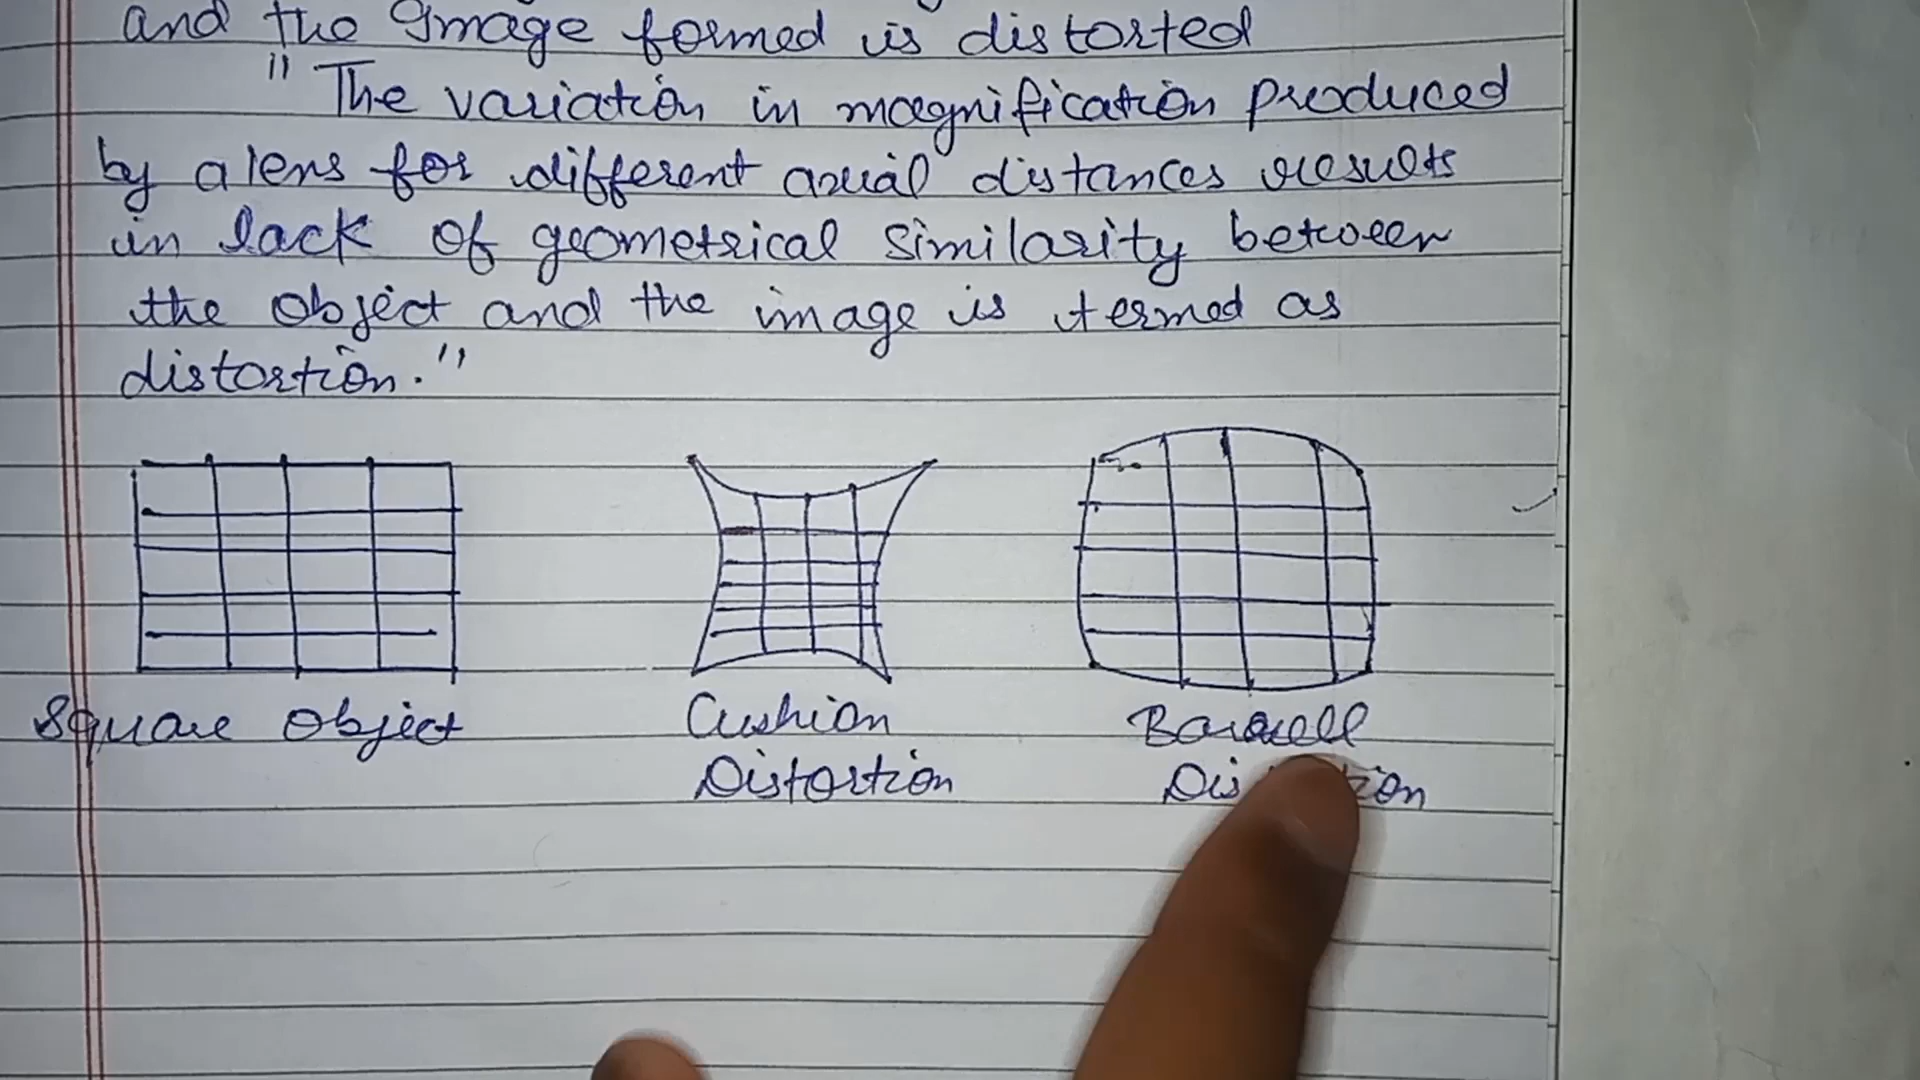 and the Image formed is distorted
"The variation in magnification produced
by a lens for different axial distances results
in lack of geometrical similarity between
the object and the image is termed as
distortion."
Square Object
Cushion
Distortion
Barrell
Dis tion